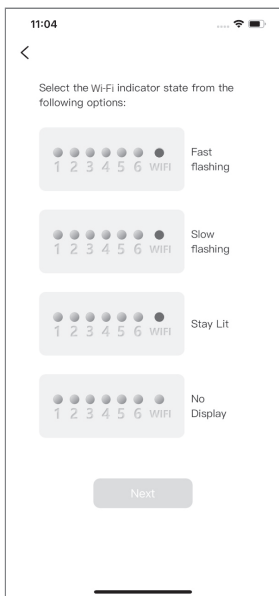 11:04
Select the Wi-Fi indicator state from the
following options:
1 2 3 4 5 6 WIFI
Fast
flashing
1 2 3 4 5 6 WIFI
Slow
flashing
1 2 3 4 5 6 WIFI
Stay Lit
1 2 3 4 5 6 WIFI
No
Display
Next